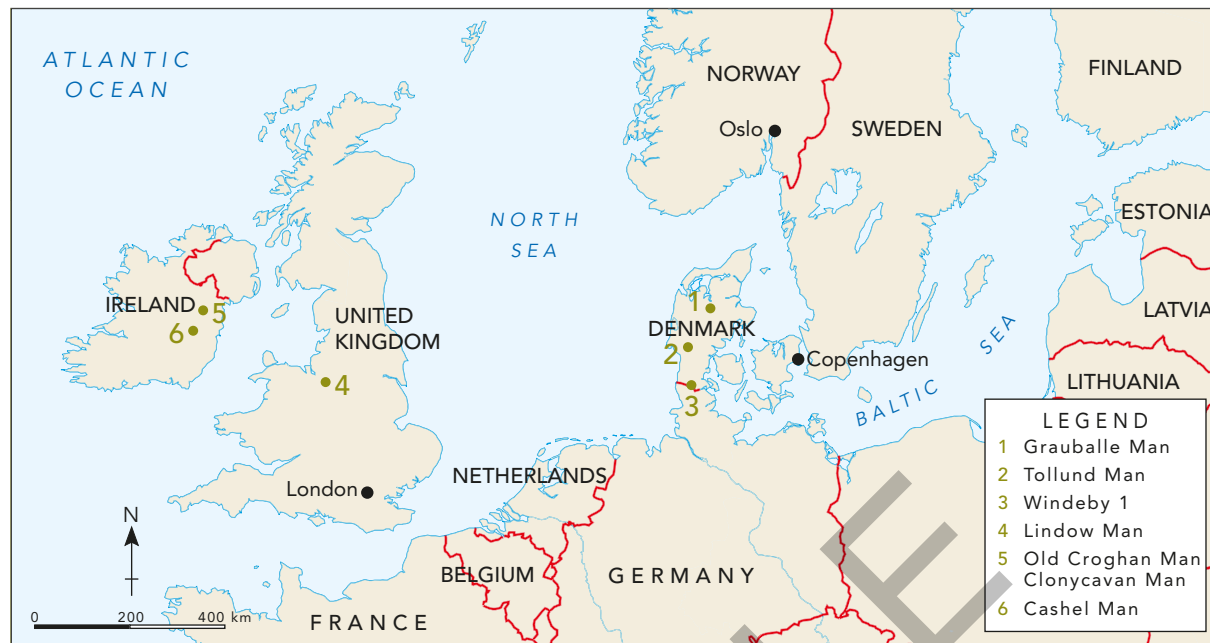 ATLANTIC
OCEAN
NORWAY
FINLAND
Oslo
SWEDEN
NORTH
SEA
ESTONIA
IRELAND
5
6
UNITED
KINGDOM
1
DENMARK
2
Copenhagen
LATVIA
SEA
BALTIC
LITHUANIA
4
3
NETHERLANDS
London
N
BELGIUM
GERMANY
FRANCE
0 200 400 km
LEGEND
1 Grauballe Man
2 Tollund Man
3 Windeby 1
4 Lindow Man
5 Old Croghan Man
Clonycavan Man
6 Cashel Man
E